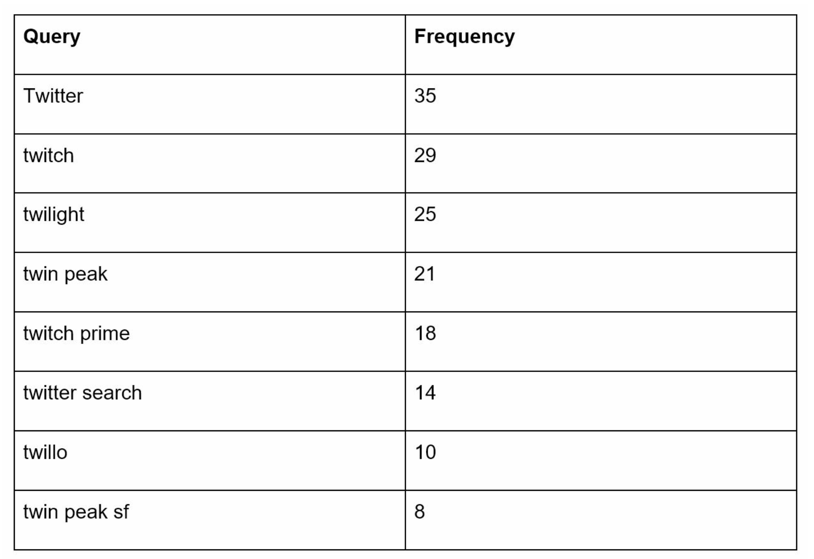 Query Frequency
Twitter 35
twitch 29
twilight 25
twin peak 21
twitch prime 18
twitter search 14
twillo 10
twin peak sf 8